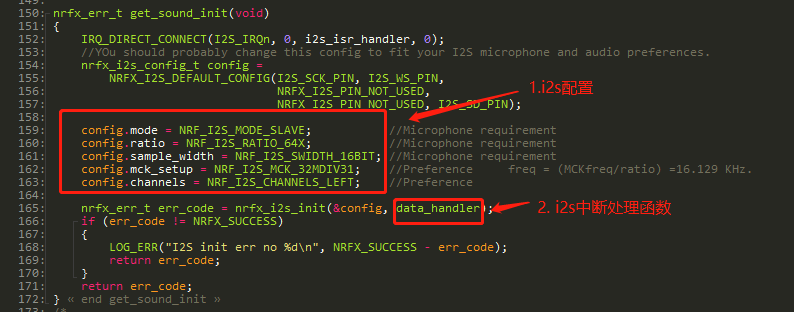 150: nrfx_err_t get_sound_init(void)
151: {
152: IRQ_DIRECT_CONNECT(I2S_IRQn, 0, i2s_isr_handler, 0);
153: //YOu should probably change this config to fit your I2S microphone and audio preferences.
154: nrfx_i2s_config_t config =
155: NRFX_I2S_DEFAULT_CONFIG(I2S_SCK_PIN, I2S_WS_PIN,
156: NRFX_I2S_PIN_NOT_USED,
157: NRFX_I2S_PIN_NOT_USED, I2S_SD_PIN);
1.i2s配置
158:
159: config.mode = NRF_I2S_MODE_SLAVE; //Microphone requirement
160: config.ratio = NRF_I2S_RATIO_64X; //Microphone requirement
161: config.sample_width = NRF_I2S_SWIDTH_16BIT; //Microphone requirement
162: config.mck_setup = NRF_I2S_MCK_32MDIV31; //Preference freq = (MCKfreq/ratio) =16.129 KHz.
163: config.channels = NRF_I2S_CHANNELS_LEFT; //Preference
164:
165: nrfx_err_t err_code = nrfx_i2s_init(&config, data_handler);
2. i2s中断处理函数
166: if (err_code != NRFX_SUCCESS)
167: {
168: LOG_ERR("I2S init err no %d\n", NRFX_SUCCESS - err_code);
169: return err_code;
170: }
171: return err_code;
172: } « end get_sound_init »